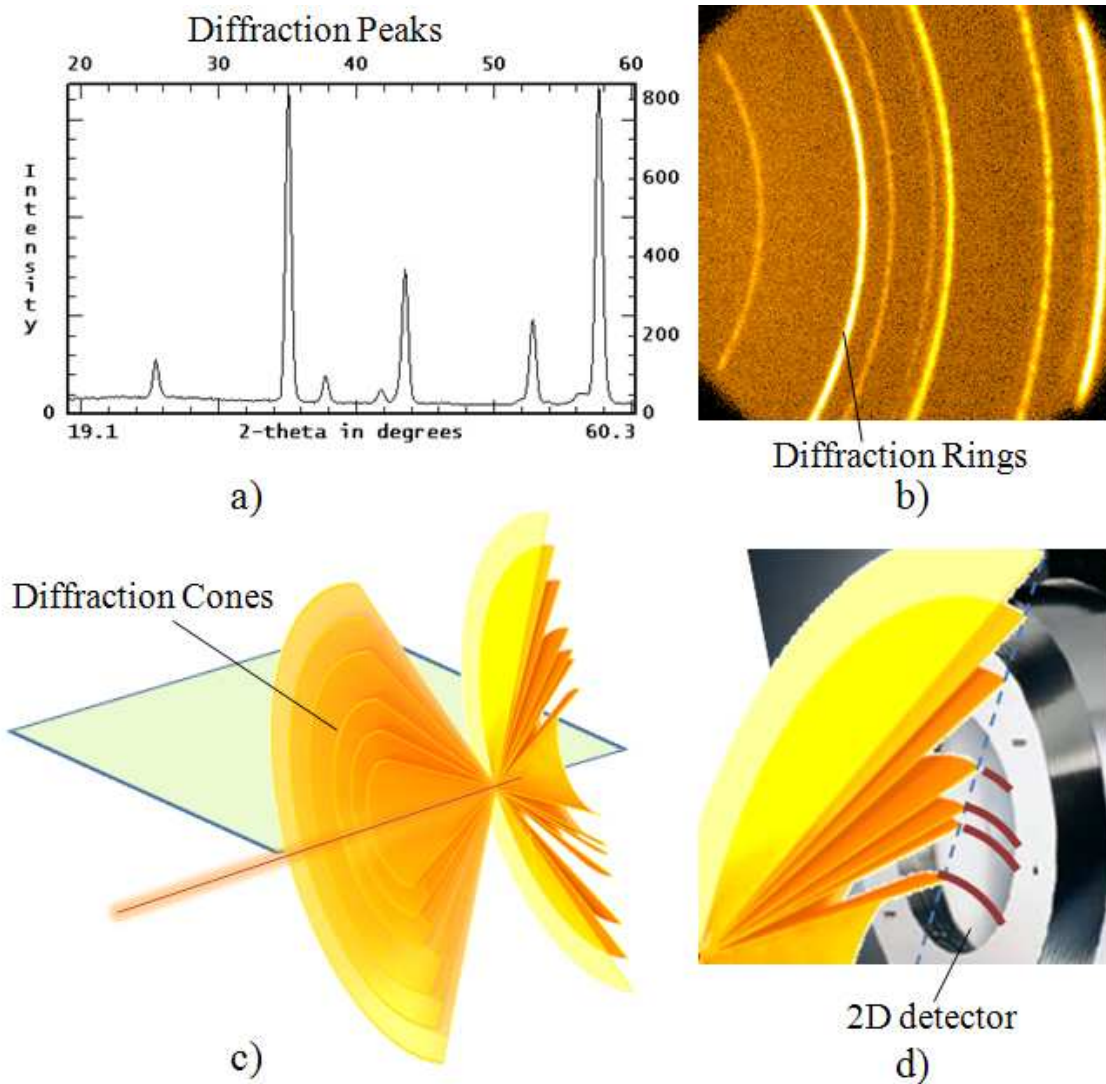 Diffraction Peaks
20 30 40 50 60
800
600
400
200
0
Intensity
0
19.1 2-theta in degrees 60.3
a)
Diffraction Rings
b)
Diffraction Cones
c)
2D detector
d)